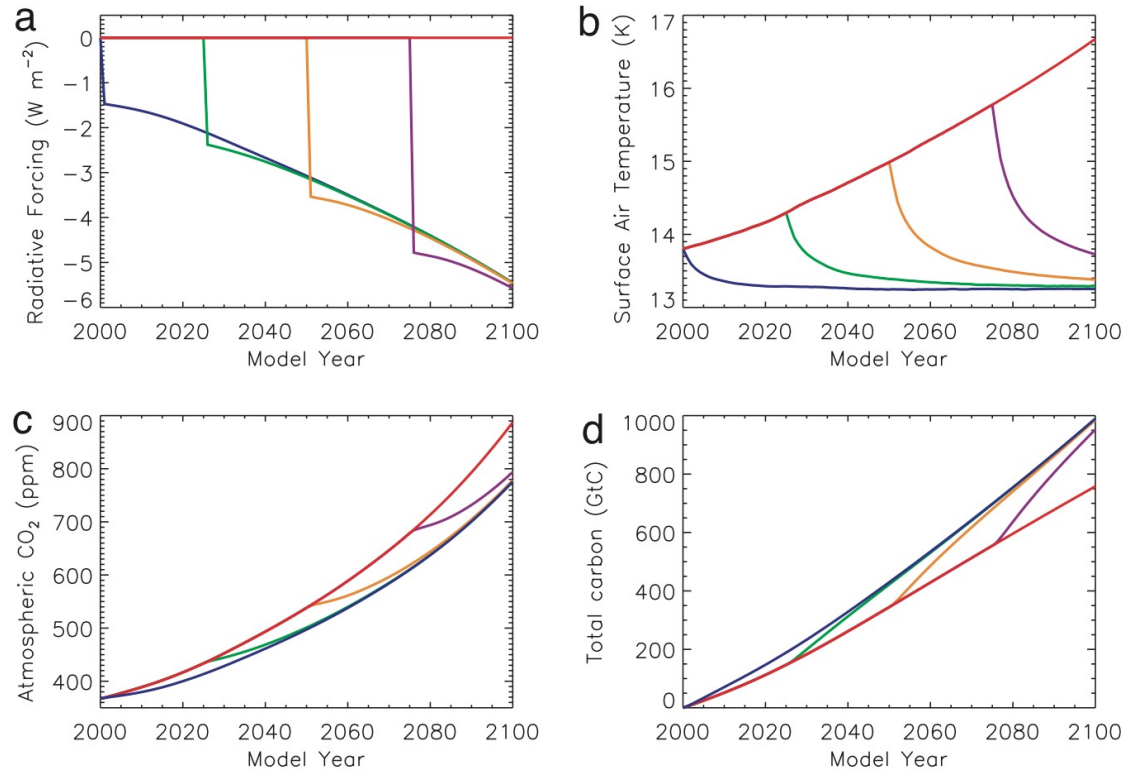 a
Radiative Forcing (W m⁻²)
0
−1
−2
−3
−4
−5
−6
2000 2020 2040 2060 2080 2100
Model Year
b
Surface Air Temperature (K)
17
16
15
14
13
2000 2020 2040 2060 2080 2100
Model Year
c
Atmospheric CO₂ (ppm)
900
800
700
600
500
400
2000 2020 2040 2060 2080 2100
Model Year
d
Total carbon (GtC)
1000
800
600
400
200
0
2000 2020 2040 2060 2080 2100
Model Year